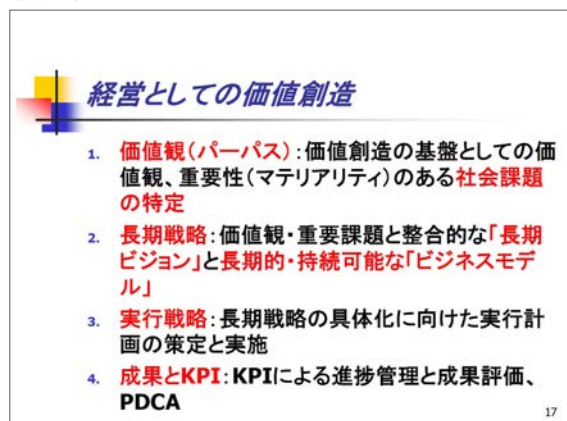 経営としての価値創造
1. 価値観(パーパス):価値創造の基盤としての価
値観、重要性(マテリアリティ)のある社会課題
の特定
2. 長期戦略:価値観・重要課題と整合的な「長期
ビジョン」と長期的・持続可能な「ビジネスモデ
ル」
3. 実行戦略:長期戦略の具体化に向けた実行計
画の策定と実施
4. 成果とKPI:KPIによる進捗管理と成果評価、
PDCA
17